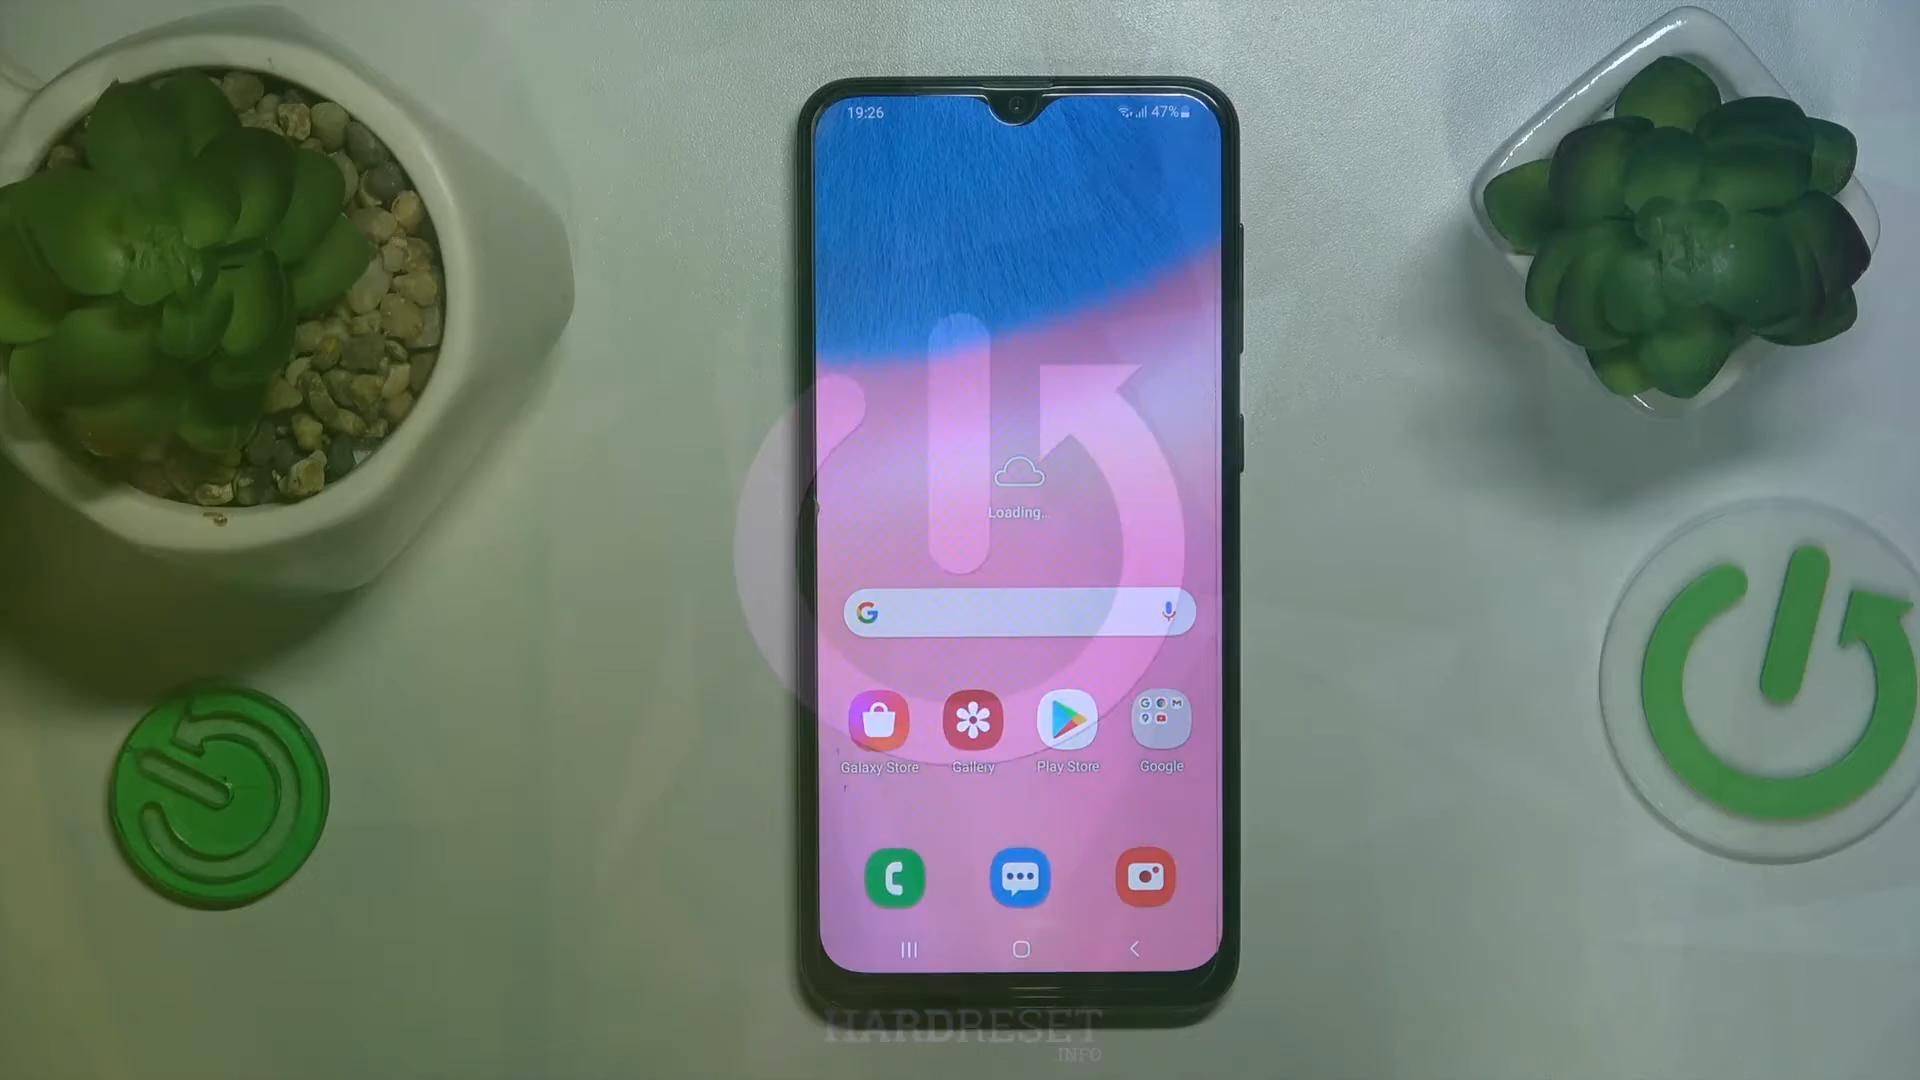 19:26 47%
Loading...
Galaxy Store Gallery Play Store Google
HARDRESET
.INFO